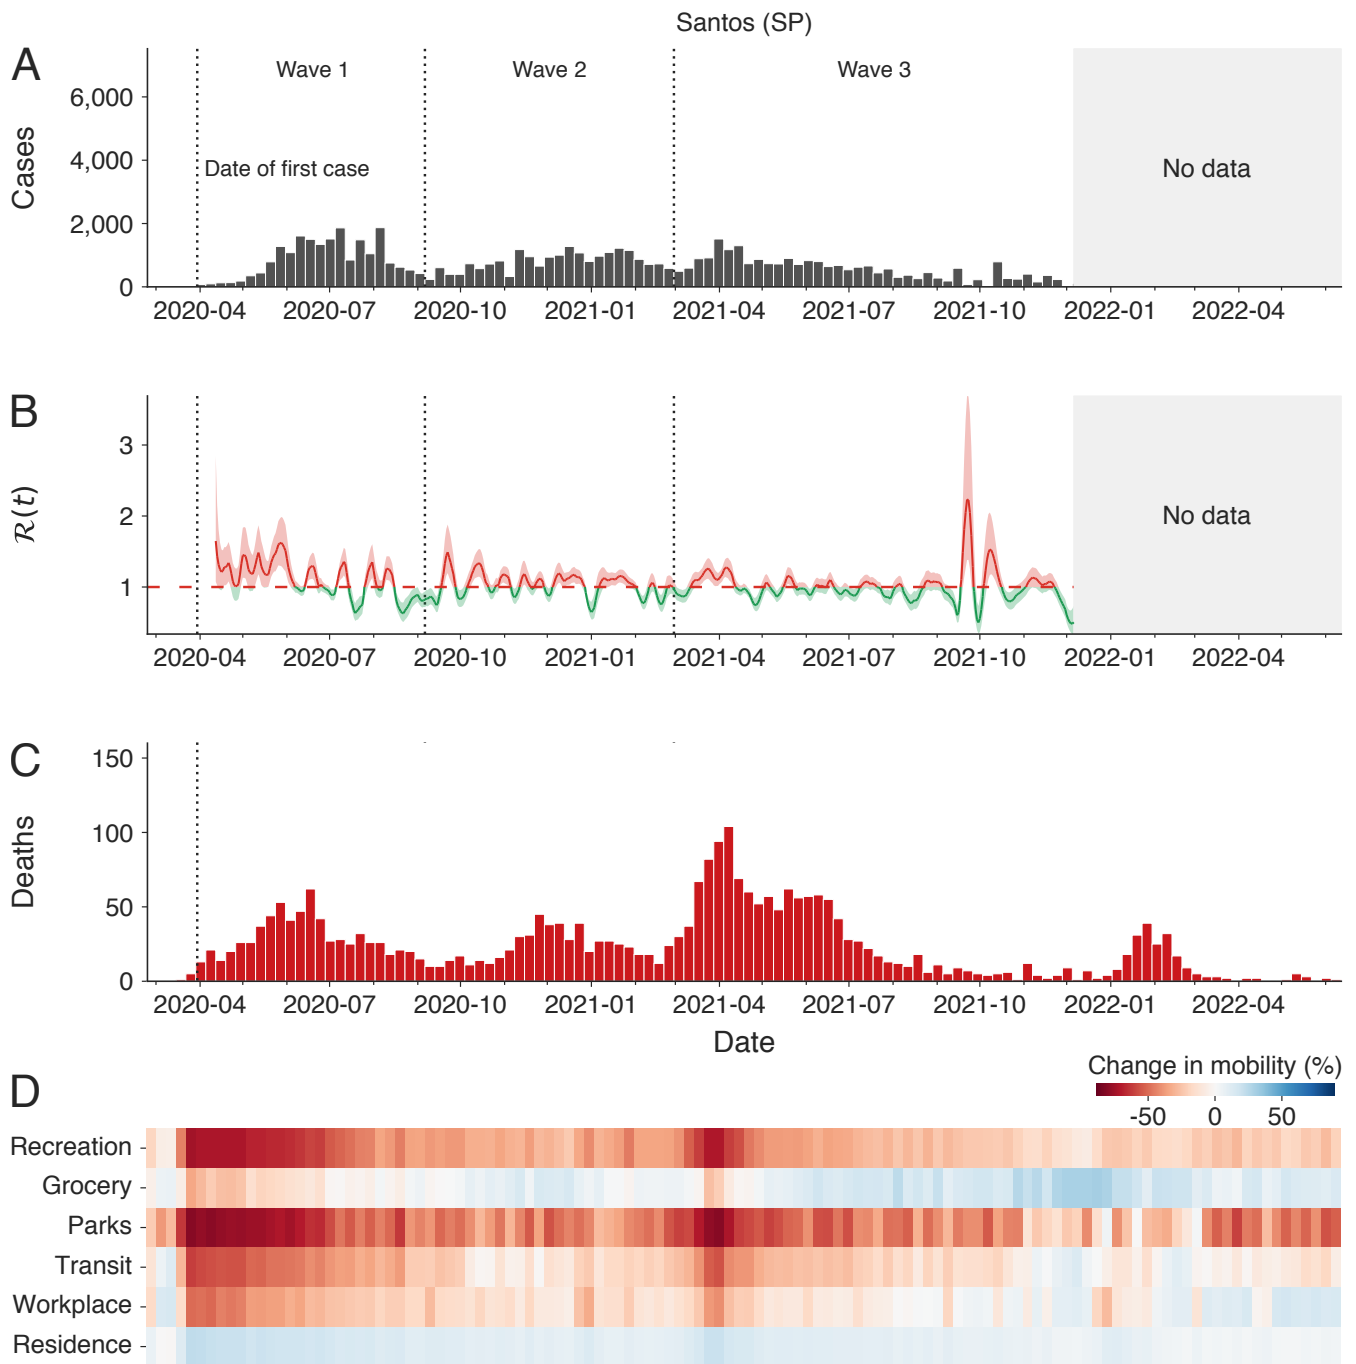 Santos (SP)
A
Wave 1
Wave 2
Wave 3
Cases
6,000
4,000
2,000
0
Date of first case
No data
2020-04
2020-07
2020-10
2021-01
2021-04
2021-07
2021-10
2022-01
2022-04
B
ℛ(t)
3
2
1
No data
2020-04
2020-07
2020-10
2021-01
2021-04
2021-07
2021-10
2022-01
2022-04
C
Deaths
150
100
50
0
2020-04
2020-07
2020-10
2021-01
2021-04
2021-07
2021-10
2022-01
2022-04
Date
Change in mobility (%)
-50
0
50
D
Recreation
Grocery
Parks
Transit
Workplace
Residence